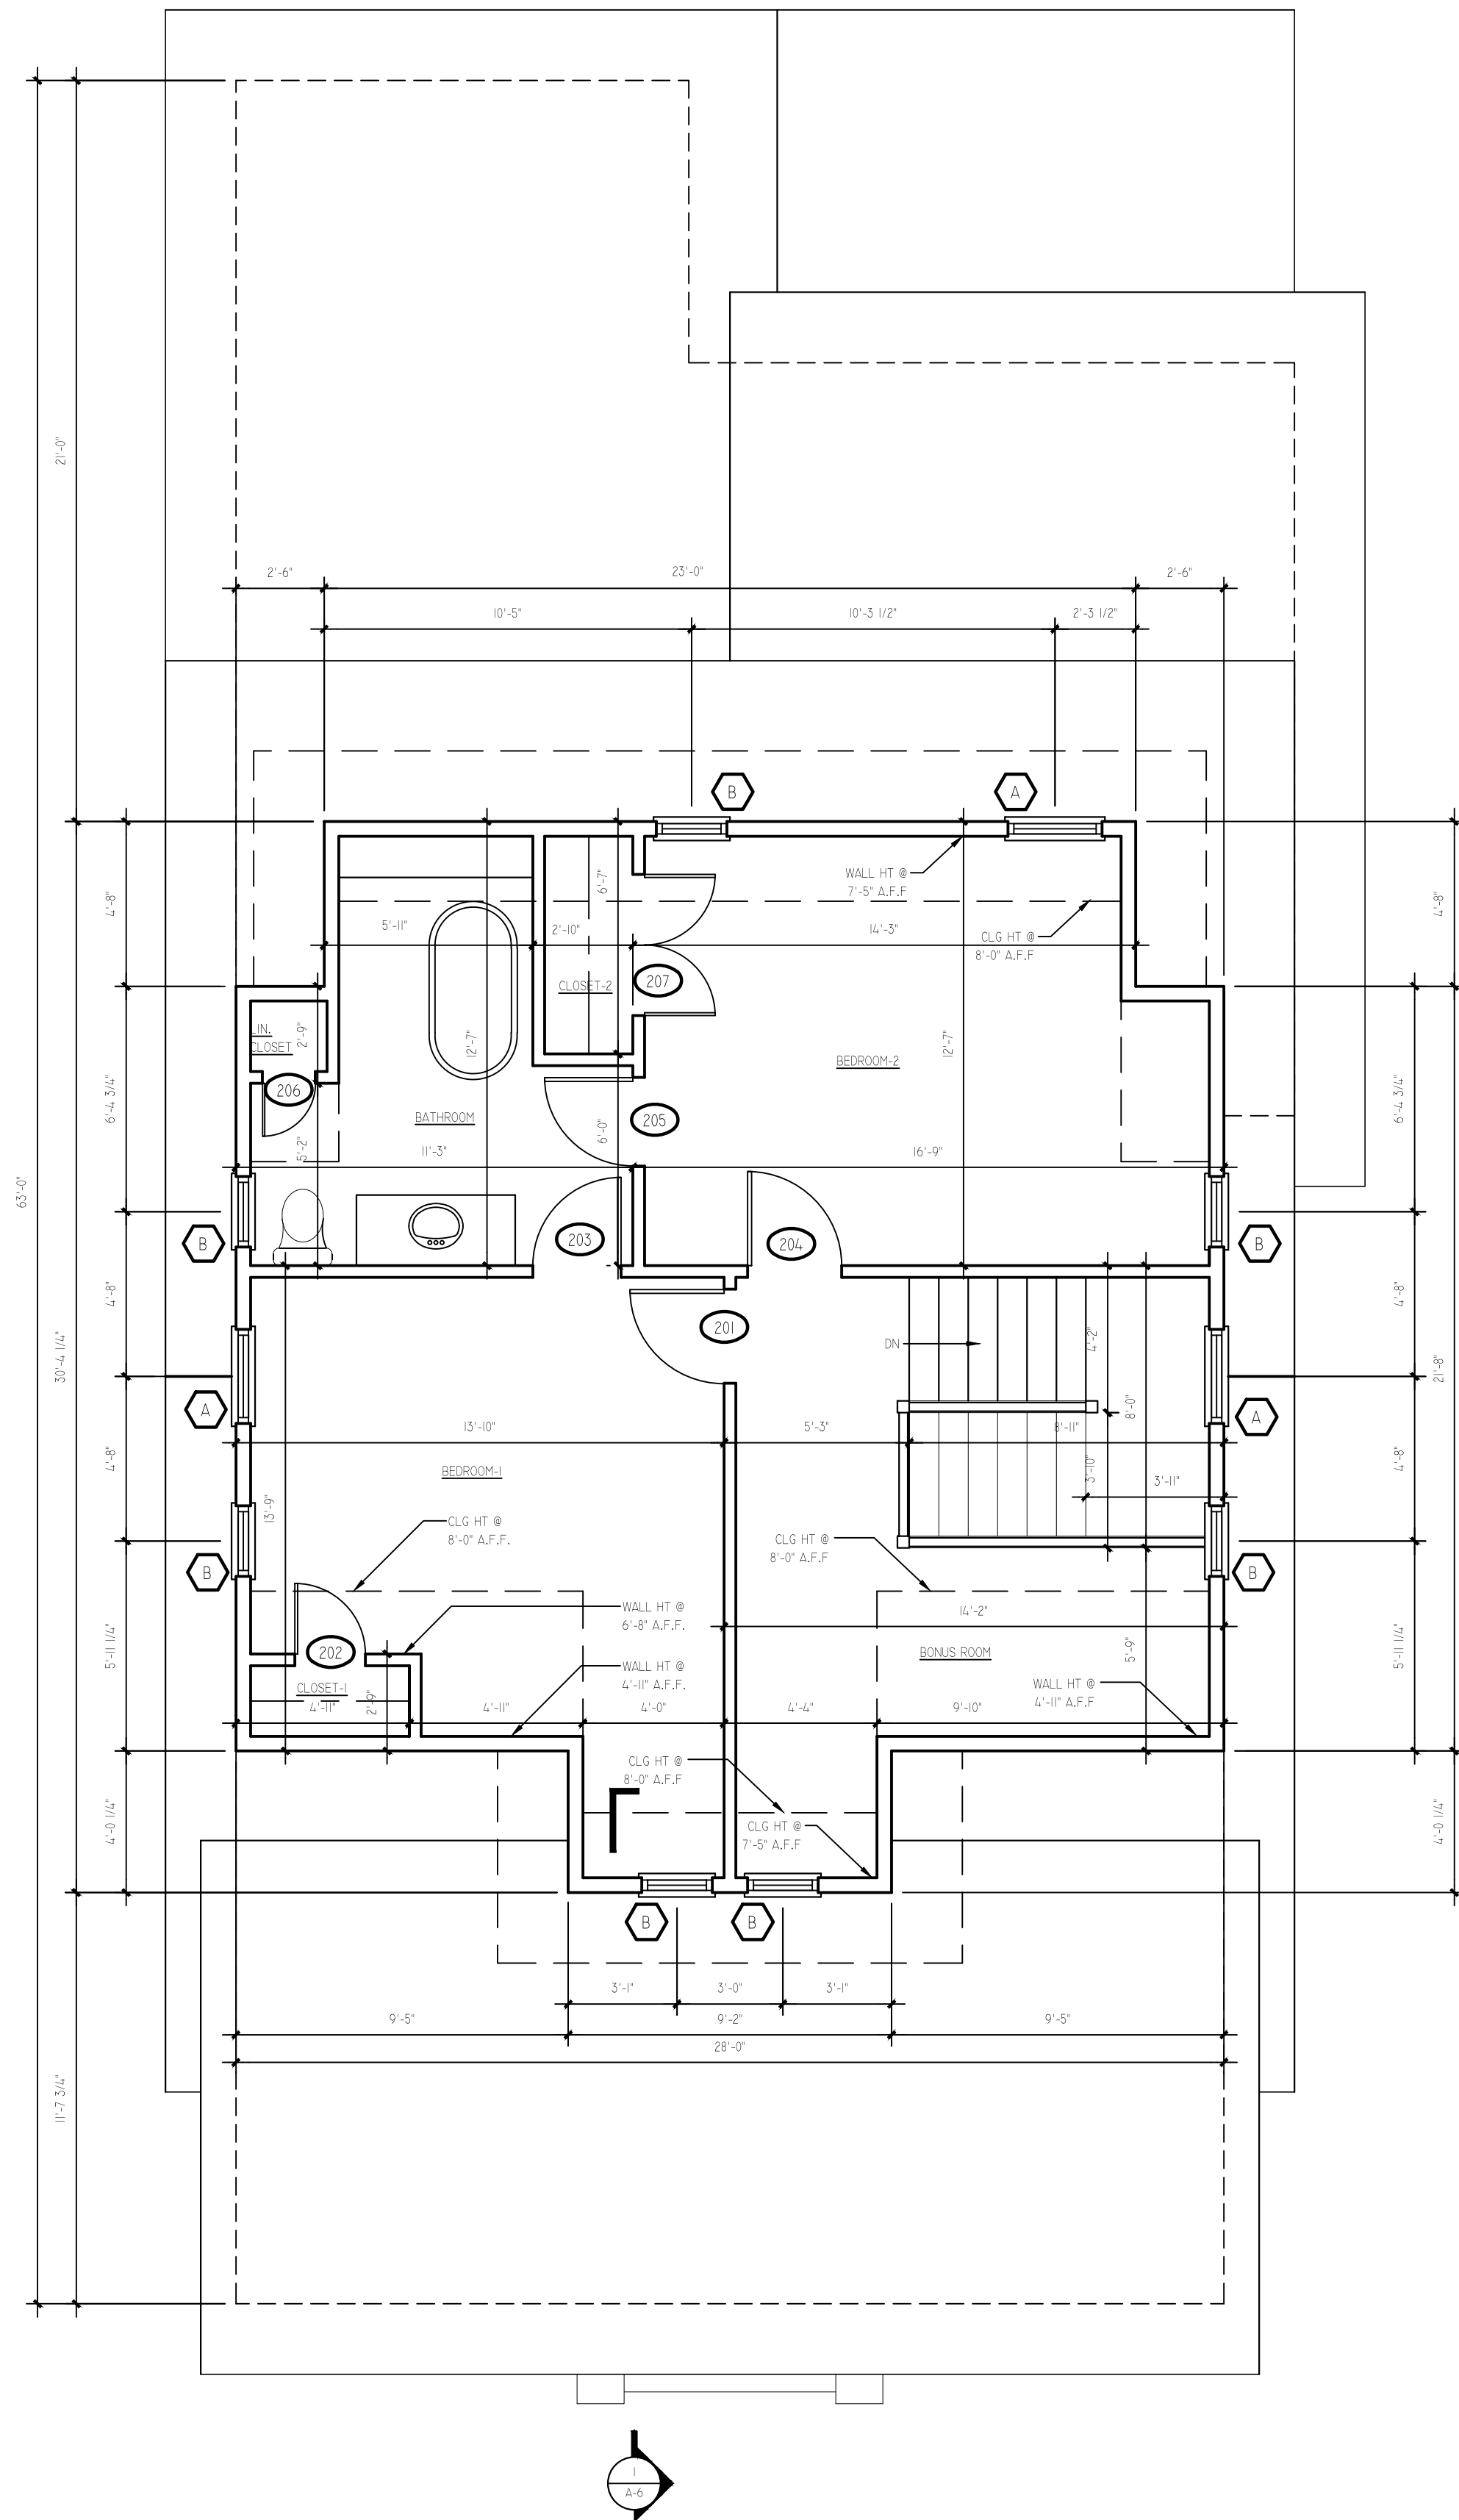 21'-0"
2'-6"
23'-0"
2'-6"
10'-5"
10'-3 1/2"
2'-3 1/2"
B
A
WALL HT @
7'-5" A.F.F
6'-7"
4'-8"
4'-8"
5'-11"
2'-10"
14'-3"
CLG HT @
8'-0" A.F.F
207
CLOSET-2
LIN.
CLOSET
2'-9"
12'-7"
12'-7"
BEDROOM-2
206
6'-4 3/4"
6'-4 3/4"
BATHROOM
205
6'-0"
5'-2"
11'-3"
16'-9"
63'-0"
B
203
204
B
4'-8"
4'-8"
201
30'-4 1/4"
DN
4'-2"
21'-8"
A
A
8'-0"
13'-10"
5'-3"
8'-11"
4'-8"
4'-8"
BEDROOM-1
3'-10"
3'-11"
13'-9"
CLG HT @
8'-0" A.F.F.
CLG HT @
8'-0" A.F.F
B
B
WALL HT @
6'-8" A.F.F.
14'-2"
5'-11 1/4"
5'-11 1/4"
202
BONUS ROOM
5'-9"
WALL HT @
4'-11" A.F.F.
CLOSET-1
WALL HT @
4'-11" A.F.F
4'-11"
2'-9"
4'-11"
4'-0"
4'-4"
9'-10"
CLG HT @
8'-0" A.F.F
4'-0 1/4"
4'-0 1/4"
CLG HT @
7'-5" A.F.F
B
B
3'-1"
3'-0"
3'-1"
9'-5"
9'-2"
9'-5"
28'-0"
11'-7 3/4"
1
A-6